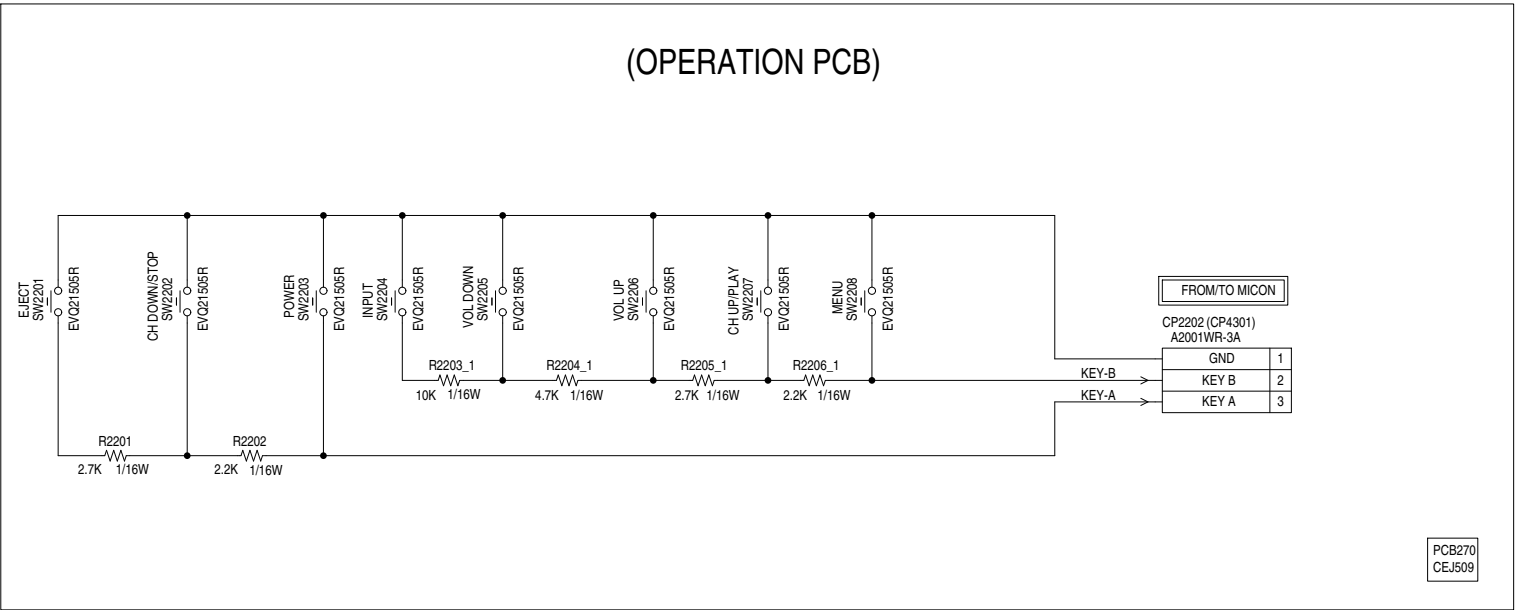 (OPERATION PCB)
EJECT
SW2201
EVQ21505R
CH DOWN/STOP
SW2202
EVQ21505R
POWER
SW2203
EVQ21505R
INPUT
SW2204
EVQ21505R
VOL DOWN
SW2205
EVQ21505R
VOL UP
SW2206
EVQ21505R
CH UP/PLAY
SW2207
EVQ21505R
MENU
SW2208
EVQ21505R
FROM/TO MICON
CP2202 (CP4301)
A2001WR-3A
GND 1
KEY-B KEY B 2
KEY-A KEY A 3
R2203_1
10K 1/16W
R2204_1
4.7K 1/16W
R2205_1
2.7K 1/16W
R2206_1
2.2K 1/16W
R2201
2.7K 1/16W
R2202
2.2K 1/16W
PCB270
CEJ509